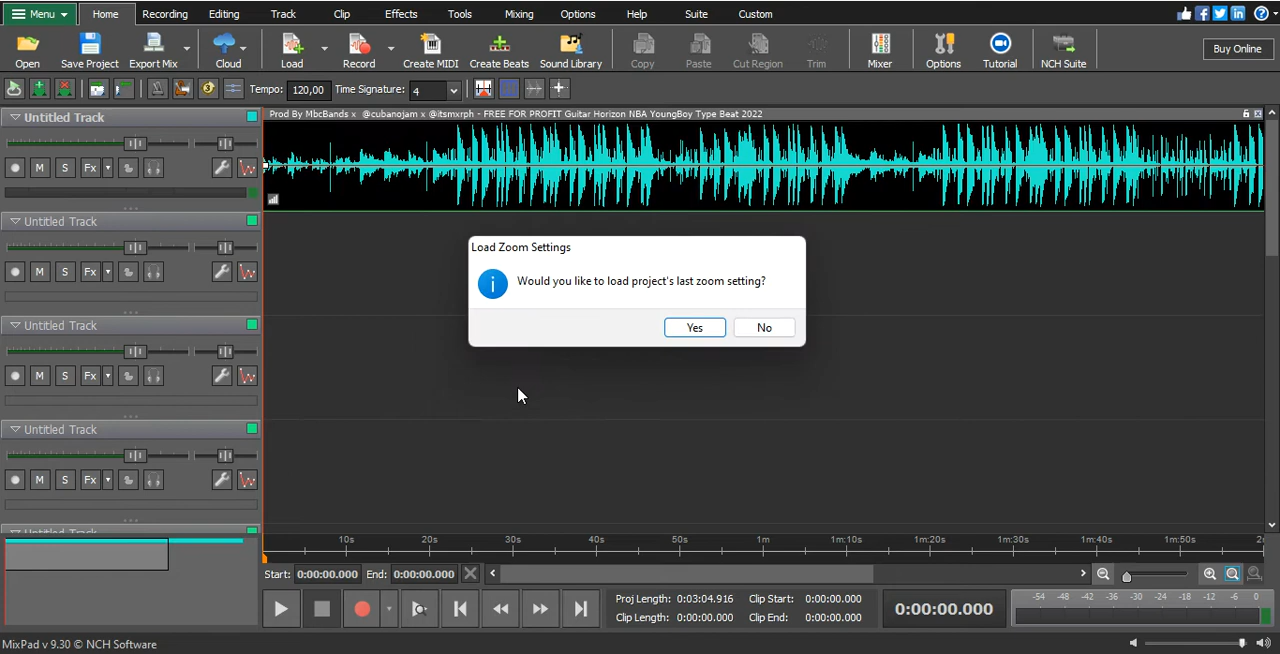 Menu Home Recording Editing Track Clip Effects Tools Mixing Options Help Suite Custom
Open Save Project Export Mix Cloud Load Record Create MIDI Create Beats Sound Library Copy Paste Cut Region Trim Mixer Options Tutorial NCH Suite Buy Online
Tempo: 120,00 Time Signature: 4
Untitled Track
Prod By MbcBands x @cubanojam x @itsmxrph - FREE FOR PROFIT Guitar Horizon NBA YoungBoy Type Beat 2022
M S Fx
Untitled Track
M S Fx
Load Zoom Settings
Would you like to load project's last zoom setting?
Yes No
Untitled Track
M S Fx
Untitled Track
M S Fx
Untitled Track
10s 20s 30s 40s 50s 1m 1m:10s 1m:20s 1m:30s 1m:40s 1m:50s 2
Start: 0:00:00.000 End: 0:00:00.000
Proj Length: 0:03:04.916 Clip Start: 0:00:00.000
Clip Length: 0:00:00.000 Clip End: 0:00:00.000
0:00:00.000
-54 -48 -42 -36 -30 -24 -18 -12 -6 0
MixPad v 9.30 © NCH Software